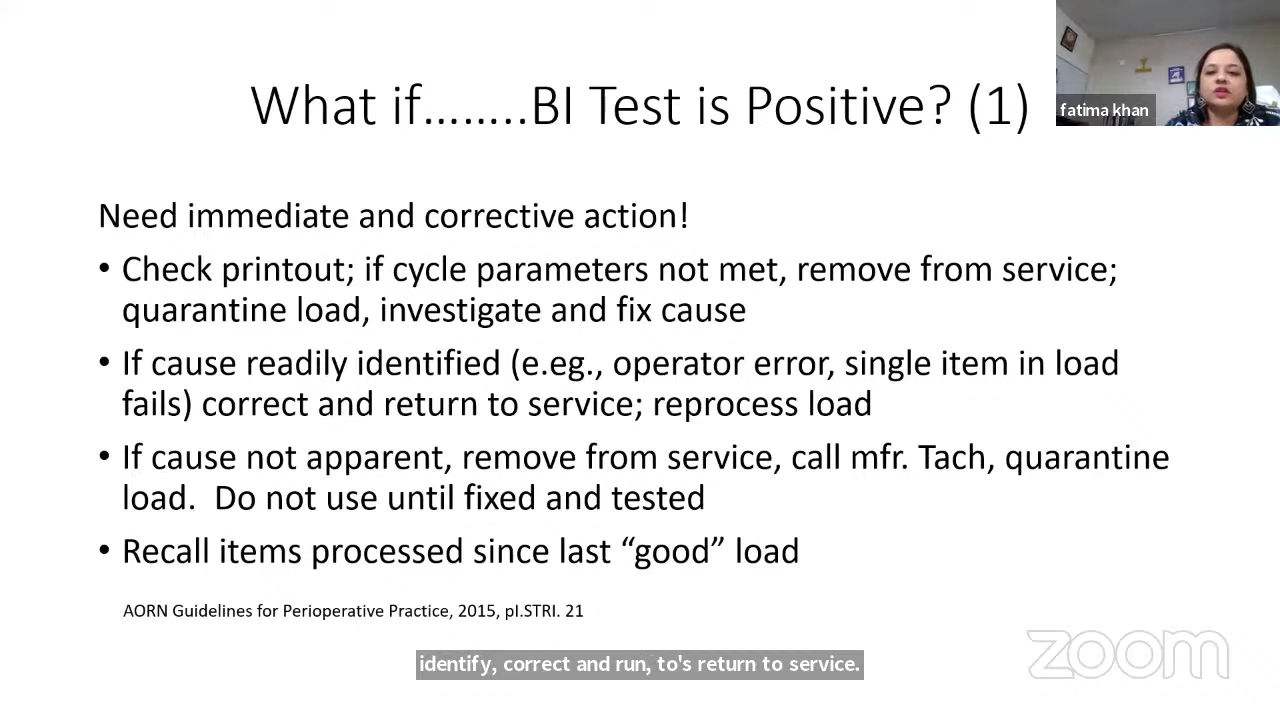 What if........BI Test is Positive? (1)
fatima khan
Need immediate and corrective action!
• Check printout; if cycle parameters not met, remove from service;
quarantine load, investigate and fix cause
• If cause readily identified (e.eg., operator error, single item in load
fails) correct and return to service; reprocess load
• If cause not apparent, remove from service, call mfr. Tach, quarantine
load.  Do not use until fixed and tested
• Recall items processed since last “good” load
AORN Guidelines for Perioperative Practice, 2015, pI.STRI. 21
zoom
identify, correct and run, to's return to service.